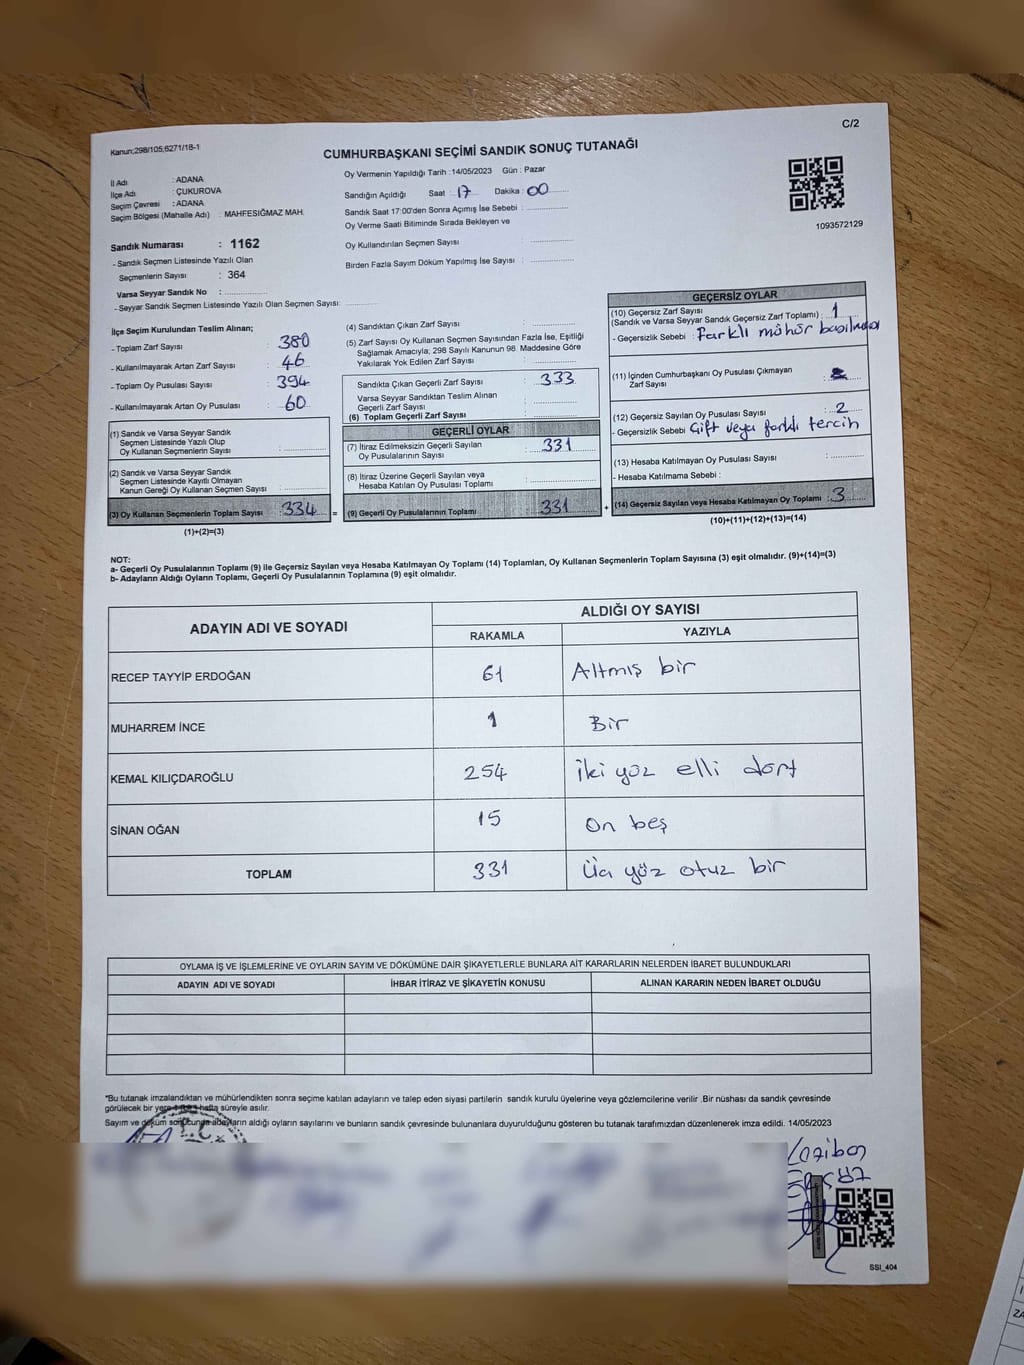 C/2
Kanun;298/105,6271/18-1
CUMHURBAŞKANI SEÇİMİ SANDIK SONUÇ TUTANAĞI
İl Adı : ADANA
İlçe Adı : ÇUKUROVA
Seçim Çevresi : ADANA
Seçim Bölgesi (Mahalle Adı) : MAHFESIĞMAZ MAH.
Oy Vermenin Yapıldığı Tarih :14/05/2023 Gün : Pazar
Sandığın Açıldığı Saat : 17 Dakika : 00
Sandık Saat 17:00'den Sonra Açımış İse Sebebi :
Oy Verme Saati Bitiminde Sırada Bekleyen ve
Oy Kullandırılan Seçmen Sayısı :
Birden Fazla Sayım Döküm Yapılmış İse Sayısı :
1093572129
Sandık Numarası : 1162
- Sandık Seçmen Listesinde Yazılı Olan
Seçmenlerin Sayısı : 364
Varsa Seyyar Sandık No :
- Seyyar Sandık Seçmen Listesinde Yazılı Olan Seçmen Sayısı:
İlçe Seçim Kurulundan Teslim Alınan;
- Toplam Zarf Sayısı : 380
- Kullanılmayarak Artan Zarf Sayısı : 46
- Toplam Oy Pusulası Sayısı : 394
- Kullanılmayarak Artan Oy Pusulası : 60
(1) Sandık ve Varsa Seyyar Sandık
Seçmen Listesinde Yazılı Olup
Oy Kullanan Seçmenlerin Sayısı :
(2) Sandık ve Varsa Seyyar Sandık
Seçmen Listesinde Kayıtlı Olmayan
Kanun Gereği Oy Kullanan Seçmen Sayısı :
(3) Oy Kullanan Seçmenlerin Toplam Sayısı : 334 =
(1)+(2)=(3)
(4) Sandıktan Çıkan Zarf Sayısı :
(5) Zarf Sayısı Oy Kullanan Seçmen Sayısından Fazla İse, Eşitliği
Sağlamak Amacıyla; 298 Sayılı Kanunun 98. Maddesine Göre
Yakılarak Yok Edilen Zarf Sayısı :
Sandıkta Çıkan Geçerli Zarf Sayısı : 333
Varsa Seyyar Sandıktan Teslim Alınan
Geçerli Zarf Sayısı :
(6) Toplam Geçerli Zarf Sayısı :
GEÇERLİ OYLAR
(7) İtiraz Edilmeksizin Geçerli Sayılan
Oy Pusulalarının Sayısı : 331
(8) İtiraz Üzerine Geçerli Sayılan veya
Hesaba Katılan Oy Pusulası Toplamı :
(9) Geçerli Oy Pusulalarının Toplamı : 331 +
GEÇERSİZ OYLAR
(10) Geçersiz Zarf Sayısı
(Sandık ve Varsa Seyyar Sandık Geçersiz Zarf Toplamı) : 1
- Geçersizlik Sebebi : farklı mühür basılması
(11) İçinden Cumhurbaşkanı Oy Pusulası Çıkmayan
Zarf Sayısı :
(12) Geçersiz Sayılan Oy Pusulası Sayısı : 2
- Geçersizlik Sebebi Çift veya farklı tercih
(13) Hesaba Katılmayan Oy Pusulası Sayısı :
- Hesaba Katılmama Sebebi :
(14) Geçersiz Sayılan veya Hesaba Katılmayan Oy Toplamı : 3
(10)+(11)+(12)+(13)=(14)
NOT:
a- Geçerli Oy Pusulalarının Toplamı (9) ile Geçersiz Sayılan veya Hesaba Katılmayan Oy Toplamı (14) Toplamları, Oy Kullanan Seçmenlerin Toplam Sayısına (3) eşit olmalıdır. (9)+(14)=(3)
b- Adayların Aldığı Oyların Toplamı, Geçerli Oy Pusulalarının Toplamına (9) eşit olmalıdır.
ADAYIN ADI VE SOYADI
ALDIĞI OY SAYISI
RAKAMLA YAZIYLA
RECEP TAYYİP ERDOĞAN 61 Altmış bir
MUHARREM İNCE 1 Bir
KEMAL KILIÇDAROĞLU 254 İki yüz elli dört
SİNAN OĞAN 15 On beş
TOPLAM 331 Üç yüz otuz bir
OYLAMA İŞ VE İŞLEMLERİNE VE OYLARIN SAYIM VE DÖKÜMÜNE DAİR ŞİKAYETLERLE BUNLARA AİT KARARLARIN NELERDEN İBARET BULUNDUKLARI
ADAYIN ADI VE SOYADI İHBAR İTİRAZ VE ŞİKAYETİN KONUSU ALINAN KARARIN NEDEN İBARET OLDUĞU
*Bu tutanak imzalandıktan ve mühürlendikten sonra seçime katılan adayların ve talep eden siyasi partilerin sandık kurulu üyelerine veya gözlemcilerine verilir .Bir nüshası da sandık çevresinde
görülecek bir yere 1 hafta süreyle asılır.
Sayım ve döküm sonucunda adayların aldığı oyların sayılarını ve bunların sandık çevresinde bulunanlara duyurulduğunu gösteren bu tutanak tarafımızdan düzenlenerek imza edildi. 14/05/2023
T.C.
SSI_404